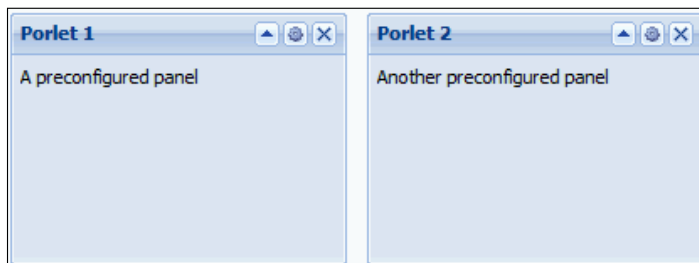 Porlet 1
Porlet 2
A preconfigured panel
Another preconfigured panel